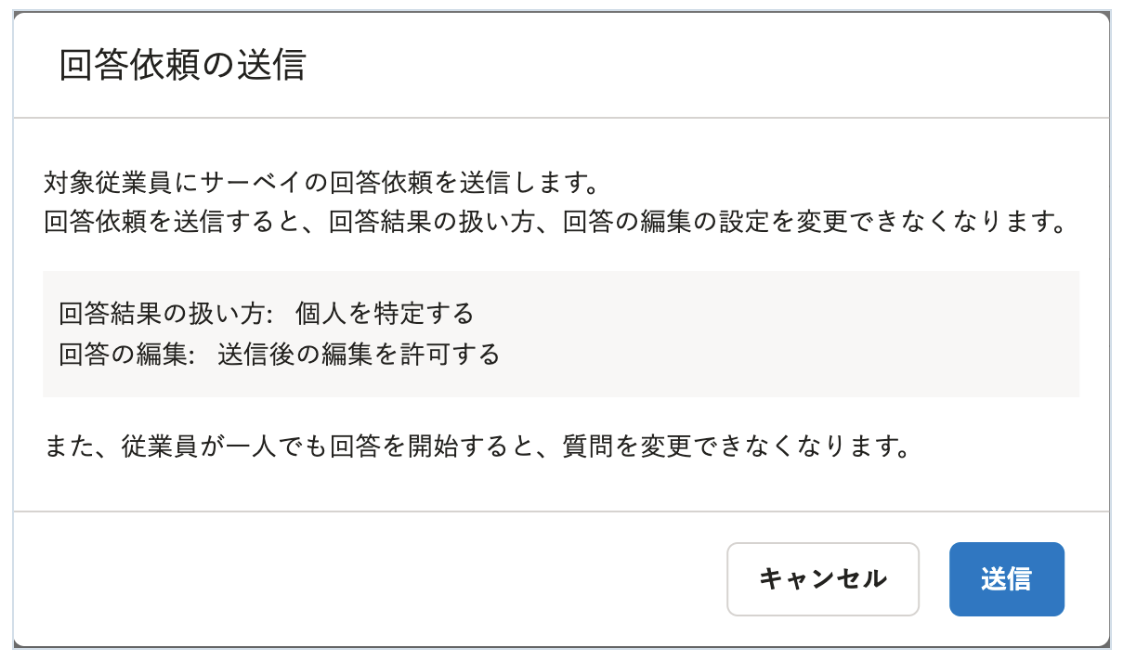 回答依頼の送信
対象従業員にサーベイの回答依頼を送信します。
回答依頼を送信すると、回答結果の扱い方、回答の編集の設定を変更できなくなります。
回答結果の扱い方: 個人を特定する
回答の編集: 送信後の編集を許可する
また、従業員が一人でも回答を開始すると、質問を変更できなくなります。
キャンセル 送信